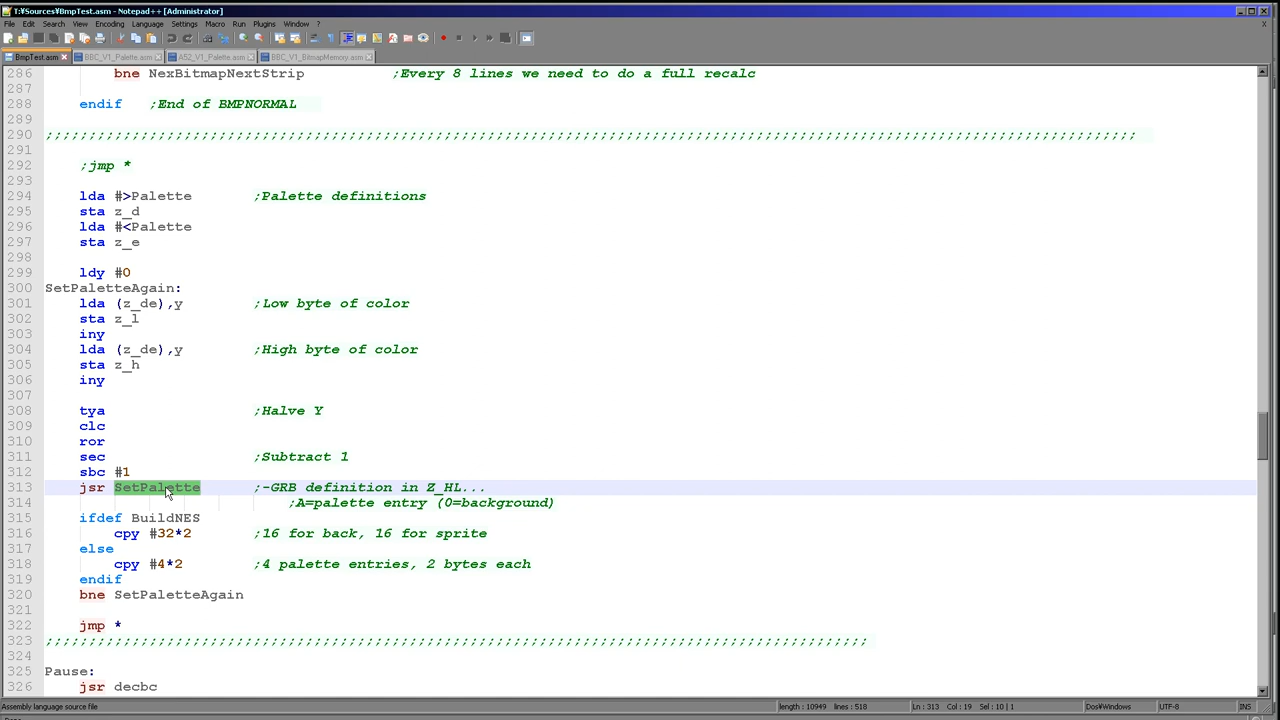 T:¥Sources¥BmpTest.asm - Notepad++ [Administrator]
File Edit Search View Encoding Language Settings Macro Run Plugins Window ?
BmpTest.asm BBC_V1_Palette.asm A52_V1_Palette.asm BBC_V1_BitmapMemory.asm
286 bne NexBitmapNextStrip ;Every 8 lines we need to do a full recalc
287
288 endif ;End of BMPNORMAL
289
290 ;;;;;;;;;;;;;;;;;;;;;;;;;;;;;;;;;;;;;;;;;;;;;;;;;;;;;;;;;;;;;;;;;;;;;;;;;;;;;;;;;;;;;;;;;;;;;;;;;;;;;;;;;;;;;;;;;;;;;;;;;;;;;;
291
292 ;jmp *
293
294 lda #>Palette ;Palette definitions
295 sta z_d
296 lda #<Palette
297 sta z_e
298
299 ldy #0
300 SetPaletteAgain:
301 lda (z_de),y ;Low byte of color
302 sta z_l
303 iny
304 lda (z_de),y ;High byte of color
305 sta z_h
306 iny
307
308 tya ;Halve Y
309 clc
310 ror
311 sec ;Subtract 1
312 sbc #1
313 jsr SetPalette ;-GRB definition in Z_HL...
314 ;A=palette entry (0=background)
315 ifdef BuildNES
316 cpy #32*2 ;16 for back, 16 for sprite
317 else
318 cpy #4*2 ;4 palette entries, 2 bytes each
319 endif
320 bne SetPaletteAgain
321
322 jmp *
323 ;;;;;;;;;;;;;;;;;;;;;;;;;;;;;;;;;;;;;;;;;;;;;;;;;;;;;;;;;;;;;;;;;;;;;;;;;;;;;;;;;;;;;;;;;;;;;;;
324
325 Pause:
326 jsr decbc
Assembly language source file length : 10949 lines : 518 Ln : 313 Col : 19 Sel : 10 | 1 Dos¥Windows UTF-8 INS